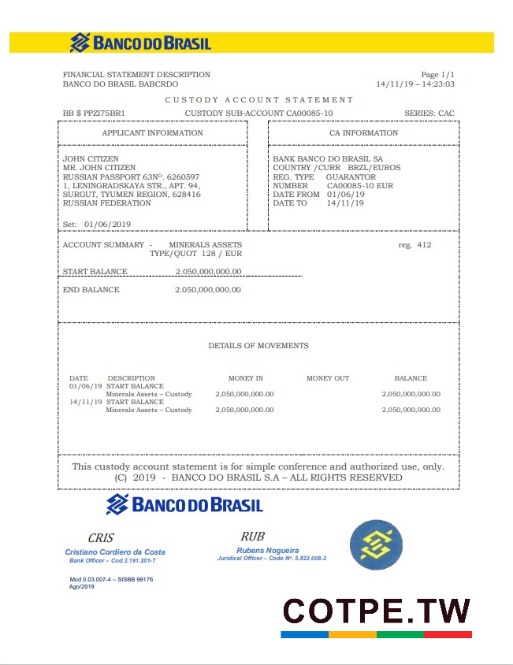 BANCO DO BRASIL
FINANCIAL STATEMENT DESCRIPTION Page 1/1
BANCO DO BRASIL BABCRDO 14/11/19 – 14:23:03
CUSTODY ACCOUNT STATEMENT
BB $ PPZI75BR1 CUSTODY SUB-ACCOUNT CA00085-10 SERIES: CAC
APPLICANT INFORMATION CA INFORMATION
JOHN CITIZEN BANK BANCO DO BRASIL SA
MR. JOHN CITIZEN COUNTRY /CURR BRZL/EUROS
RUSSIAN PASSPORT 63Nº. 6260597 REG. TYPE GUARANTOR
1, LENINGRADSKAYA STR., APT. 94, NUMBER CA00085-10 EUR
SURGUT, TYUMEN REGION, 628416 DATE FROM 01/06/19
RUSSIAN FEDERATION DATE TO 14/11/19
Set: 01/06/2019
ACCOUNT SUMMARY - MINERALS ASSETS reg. 412
TYPE/QUOT 128 / EUR
START BALANCE 2.050,000,000.00
END BALANCE 2.050,000,000.00
DETAILS OF MOVEMENTS
DATE DESCRIPTION MONEY IN MONEY OUT BALANCE
01/06/19 START BALANCE
Minerals Assets – Custody 2,050,000,000.00 2,050,000,000.00
14/11/19 START BALANCE
Minerals Assets – Custody 2,050,000,000.00 2,050,000,000.00
This custody account statement is for simple conference and authorized use, only.
(C) 2019 - BANCO DO BRASIL S.A – ALL RIGHTS RESERVED
BANCO DO BRASIL
CRIS RUB
Cristiano Cordiero da Costa Rubens Nogueira
Bank Officer – Cod.2.191.201-7 Juridical Officer – Code Nº. 5.822.008-2
Mod 0.03.007-4 – SISBB 99176
Ago/2019
COTPE.TW